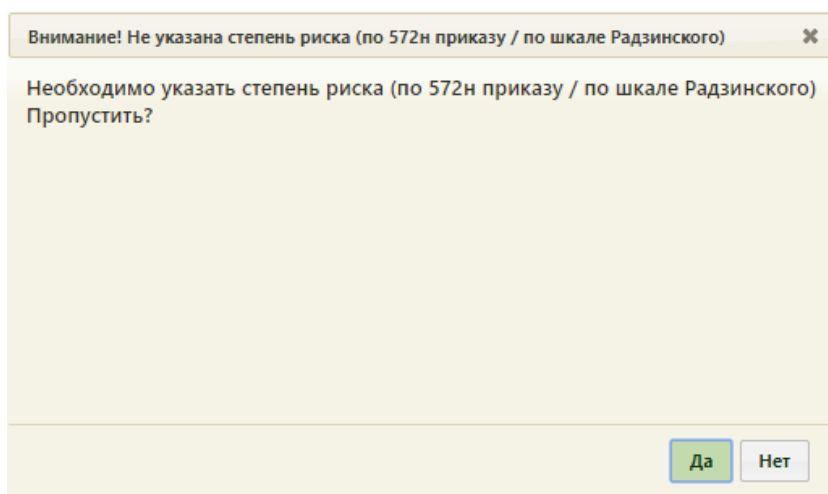 Внимание! Не указана степень риска (по 572н приказу / по шкале Радзинского)
Необходимо указать степень риска (по 572н приказу / по шкале Радзинского)
Пропустить?
Да
Нет